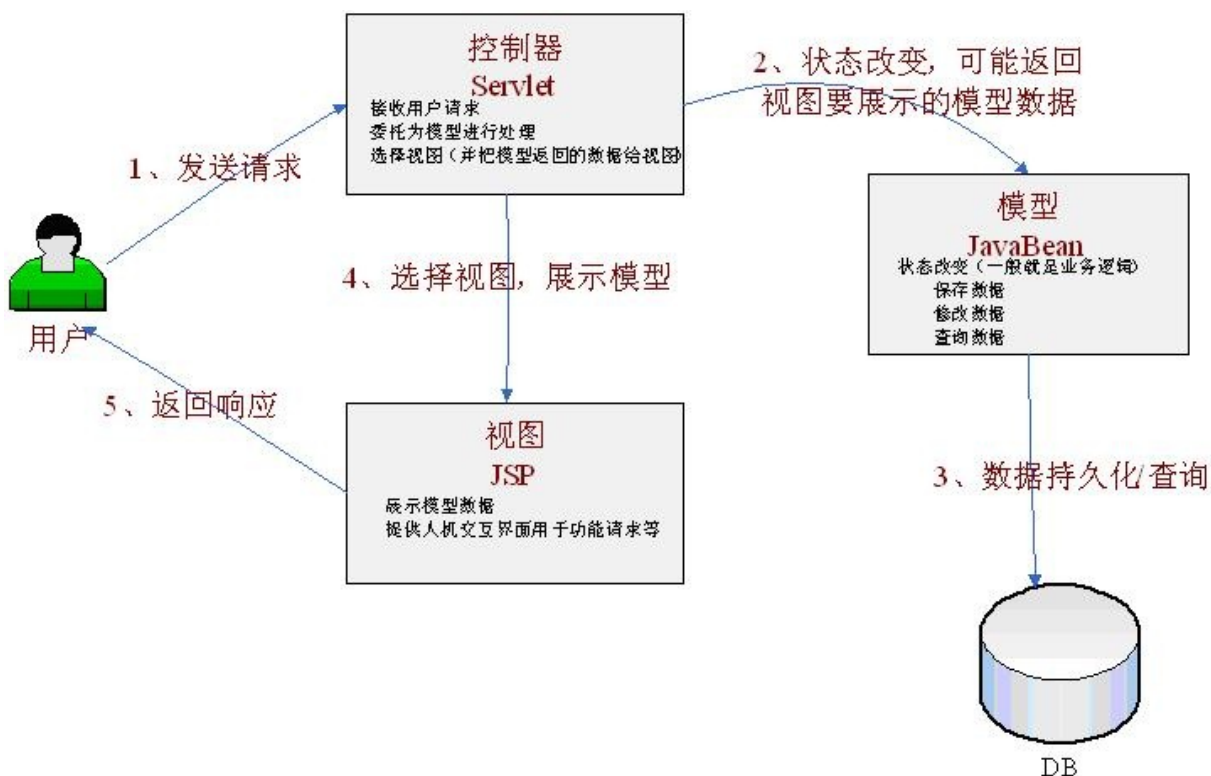 控制器
Servlet
接收用户请求
委托为模型进行处理
选择视图（并把模型返回的数据给视图）
2、状态改变，可能返回
视图要展示的模型数据
1、发送请求
模型
JavaBean
状态改变（一般就是业务逻辑）
保存数据
修改数据
查询数据
4、选择视图，展示模型
用户
5、返回响应
视图
JSP
展示模型数据
提供人机交互界面用于功能请求等
3、数据持久化/查询
DB